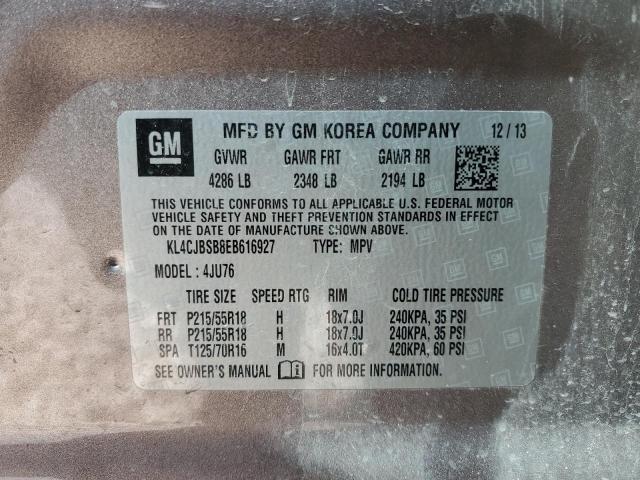 GM MFD BY GM KOREA COMPANY 12/13
GVWR GAWR FRT GAWR RR
4286 LB 2348 LB 2194 LB
THIS VEHICLE CONFORMS TO ALL APPLICABLE U.S. FEDERAL MOTOR
VEHICLE SAFETY AND THEFT PREVENTION STANDARDS IN EFFECT
ON THE DATE OF MANUFACTURE SHOWN ABOVE.
KL4CJBSB8EB616927 TYPE: MPV
MODEL: 4JU76
TIRE SIZE SPEED RTG RIM COLD TIRE PRESSURE
FRT P215/55R18 H 18x7.0J 240KPA, 35 PSI
RR P215/55R18 H 18x7.0J 240KPA, 35 PSI
SPA T125/70R16 M 16x4.0T 420KPA, 60 PSI
SEE OWNER'S MANUAL FOR MORE INFORMATION.